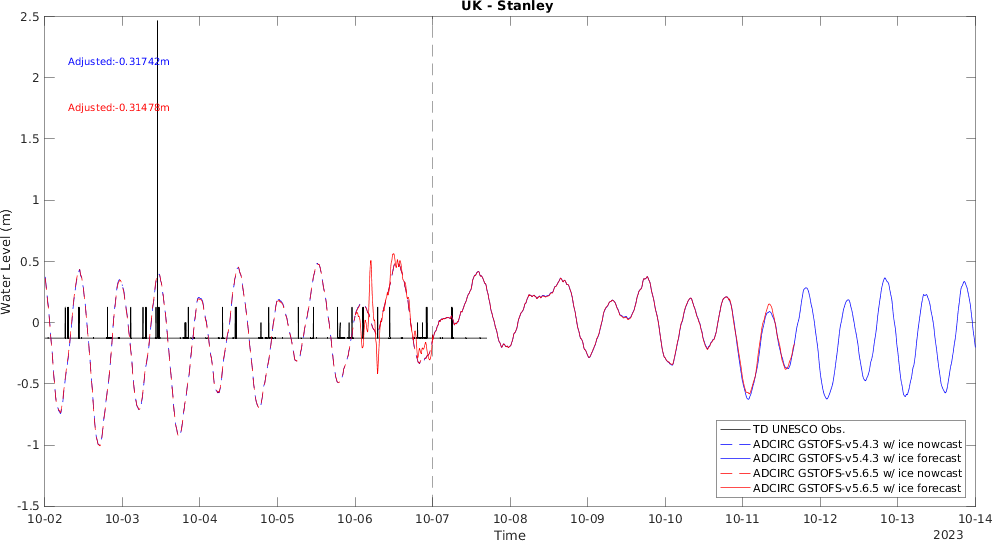 UK - Stanley
2.5
2
1.5
1
0.5
0
-0.5
-1
-1.5
Water Level (m)
Adjusted:-0.31742m
Adjusted:-0.31478m
TD UNESCO Obs.
ADCIRC GSTOFS-v5.4.3 w/ ice nowcast
ADCIRC GSTOFS-v5.4.3 w/ ice forecast
ADCIRC GSTOFS-v5.6.5 w/ ice nowcast
ADCIRC GSTOFS-v5.6.5 w/ ice forecast
10-02 10-03 10-04 10-05 10-06 10-07 10-08 10-09 10-10 10-11 10-12 10-13 10-14
Time
2023